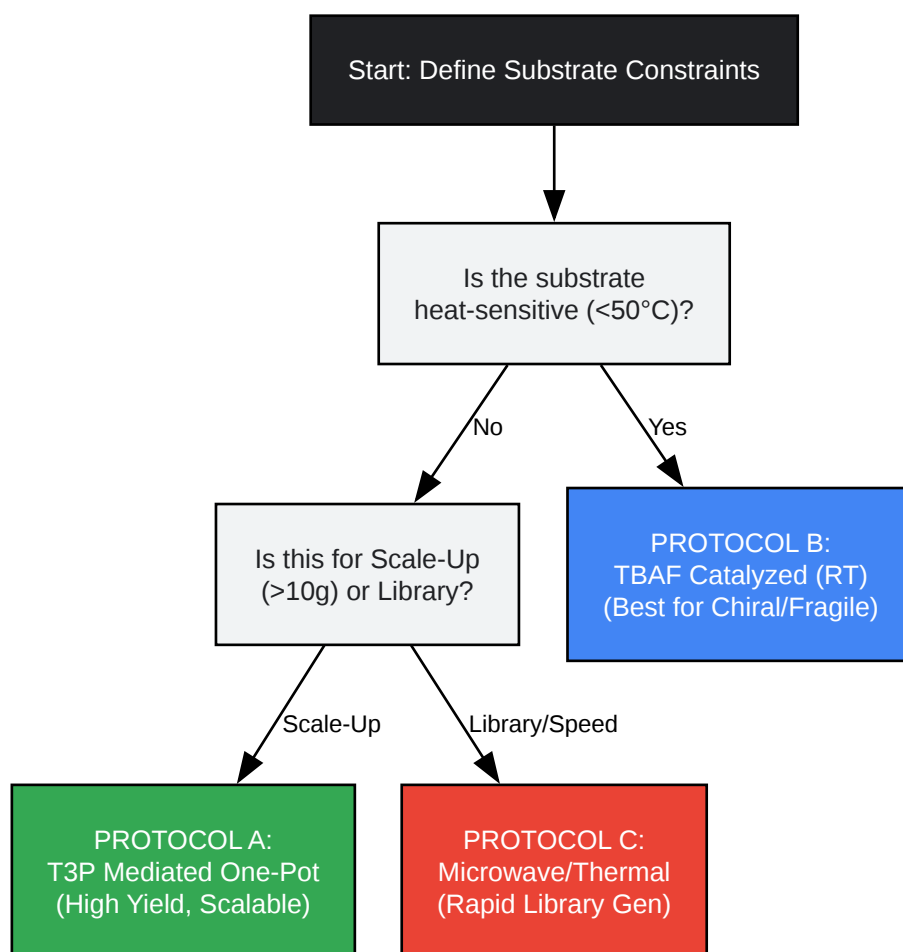 Start: Define Substrate Constraints
Is the substrate
heat-sensitive (<50°C)?
No
Yes
Is this for Scale-Up
(>10g) or Library?
PROTOCOL B:
TBAF Catalyzed (RT)
(Best for Chiral/Fragile)
Scale-Up
Library/Speed
PROTOCOL A:
T3P Mediated One-Pot
(High Yield, Scalable)
PROTOCOL C:
Microwave/Thermal
(Rapid Library Gen)